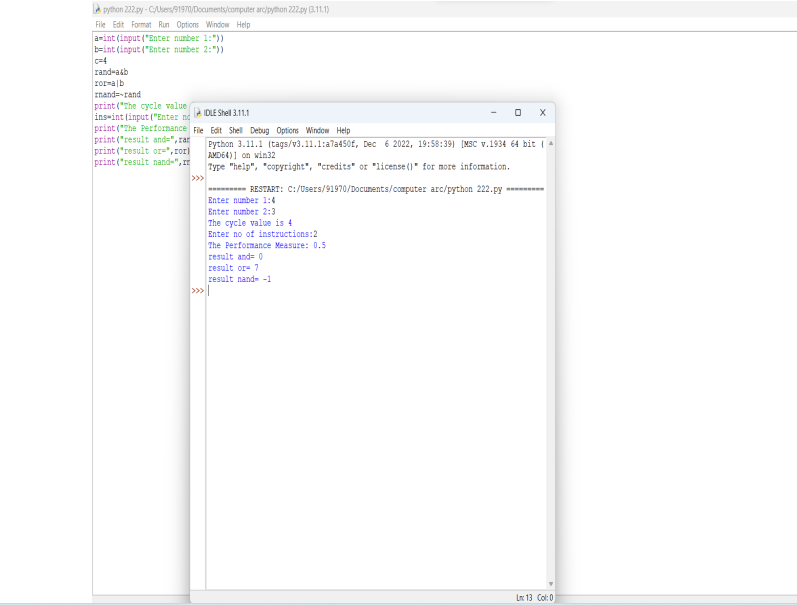 python 222.py - C:/Users/91970/Documents/computer arc/python 222.py (3.11.1)
File Edit Format Run Options Window Help
a=int(input("Enter number 1:"))
b=int(input("Enter number 2:"))
c=4
rand=a&b
ror=a|b
rnand=~rand
print("The cycle value
ins=int(input("Enter no
print("The Performance
print("result and=",ran
print("result or=",ror)
print("result nand=",rn
IDLE Shell 3.11.1
File Edit Shell Debug Options Window Help
Python 3.11.1 (tags/v3.11.1:a7a450f, Dec 6 2022, 19:58:39) [MSC v.1934 64 bit (
AMD64)] on win32
Type "help", "copyright", "credits" or "license()" for more information.
>>>
========= RESTART: C:/Users/91970/Documents/computer arc/python 222.py =========
Enter number 1:4
Enter number 2:3
The cycle value is 4
Enter no of instructions:2
The Performance Measure: 0.5
result and= 0
result or= 7
result nand= -1
>>>
Ln: 13 Col: 0